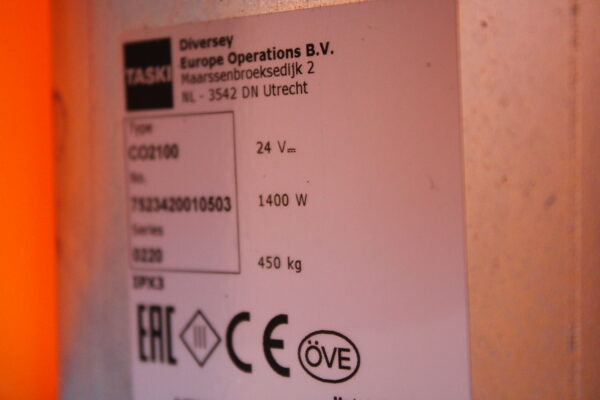 TASKI
Diversey
Europe Operations B.V.
Maarssenbroeksedijk 2
NL - 3542 DN Utrecht
Type
CO2100
24 V
No.
7523420010503
1400 W
Series
0220
450 kg
IPX3
EAC III CE ÖVE